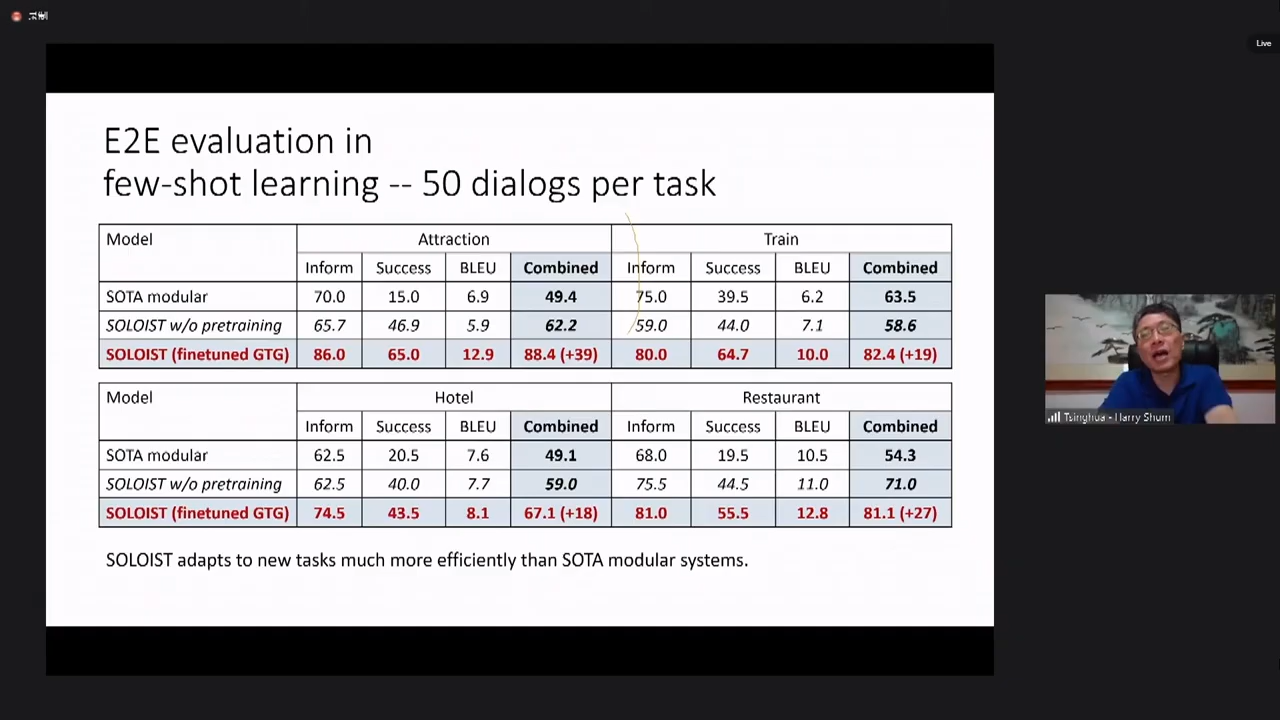 Live
E2E evaluation in
few-shot learning -- 50 dialogs per task
Model Attraction Train
Inform Success BLEU Combined Inform Success BLEU Combined
SOTA modular 70.0 15.0 6.9 49.4 75.0 39.5 6.2 63.5
SOLOIST w/o pretraining 65.7 46.9 5.9 62.2 59.0 44.0 7.1 58.6
SOLOIST (finetuned GTG) 86.0 65.0 12.9 88.4 (+39) 80.0 64.7 10.0 82.4 (+19)
Model Hotel Restaurant
Inform Success BLEU Combined Inform Success BLEU Combined
SOTA modular 62.5 20.5 7.6 49.1 68.0 19.5 10.5 54.3
SOLOIST w/o pretraining 62.5 40.0 7.7 59.0 75.5 44.5 11.0 71.0
SOLOIST (finetuned GTG) 74.5 43.5 8.1 67.1 (+18) 81.0 55.5 12.8 81.1 (+27)
SOLOIST adapts to new tasks much more efficiently than SOTA modular systems.
Tsinghua - Harry Shum